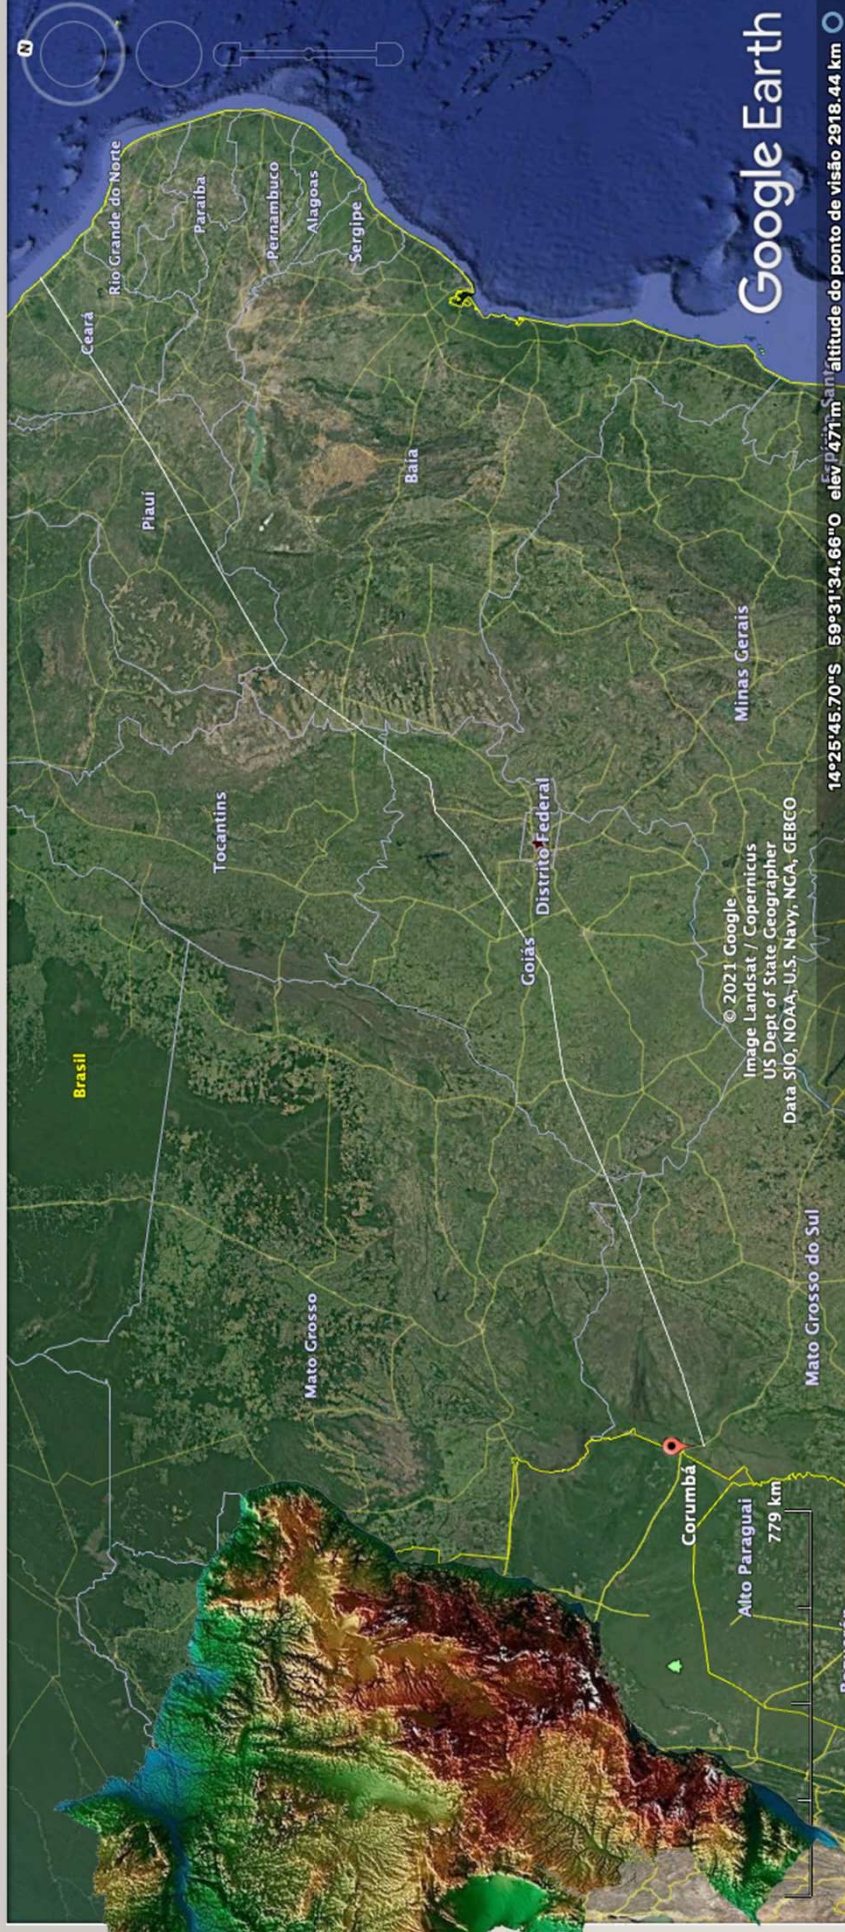 N
Rio Grande do Norte
Ceará
Paraíba
Pernambuco
Alagoas
Sergipe
Piauí
Baía
Tocantins
Brasil
Distrito Federal
Goiás
Minas Gerais
Mato Grosso
Mato Grosso do Sul
Corumbá
Alto Paraguai
779 km
© 2021 Google
Image Landsat / Copernicus
US Dept of State Geographer
Data SIO, NOAA, U.S. Navy, NGA, GEBCO
Google Earth
14°25'45.70"S 59°31'34.66"O elev 471 m altitude do ponto de visão 2918.44 km